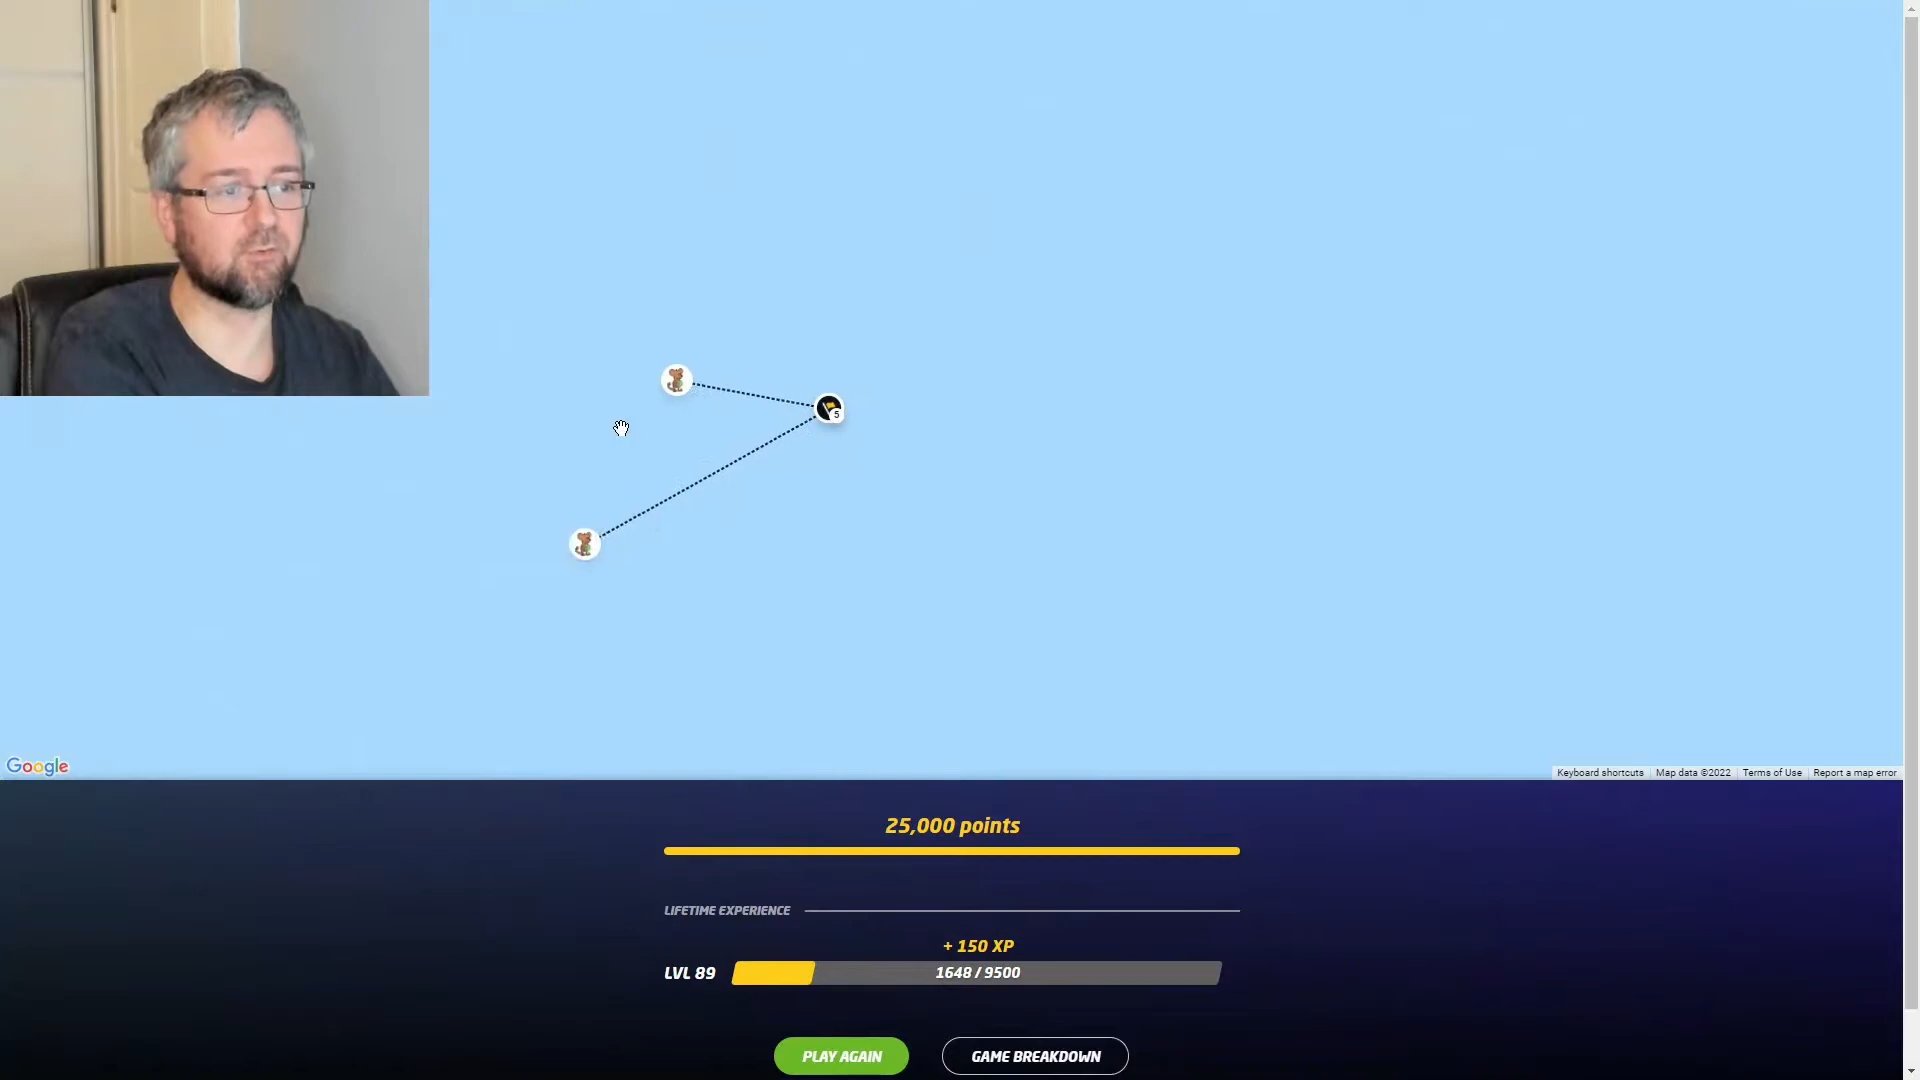 5
Google
Keyboard shortcuts
Map data ©2022
Terms of Use
Report a map error
25,000 points
LIFETIME EXPERIENCE
+ 150 XP
LVL 89
1648 / 9500
PLAY AGAIN
GAME BREAKDOWN